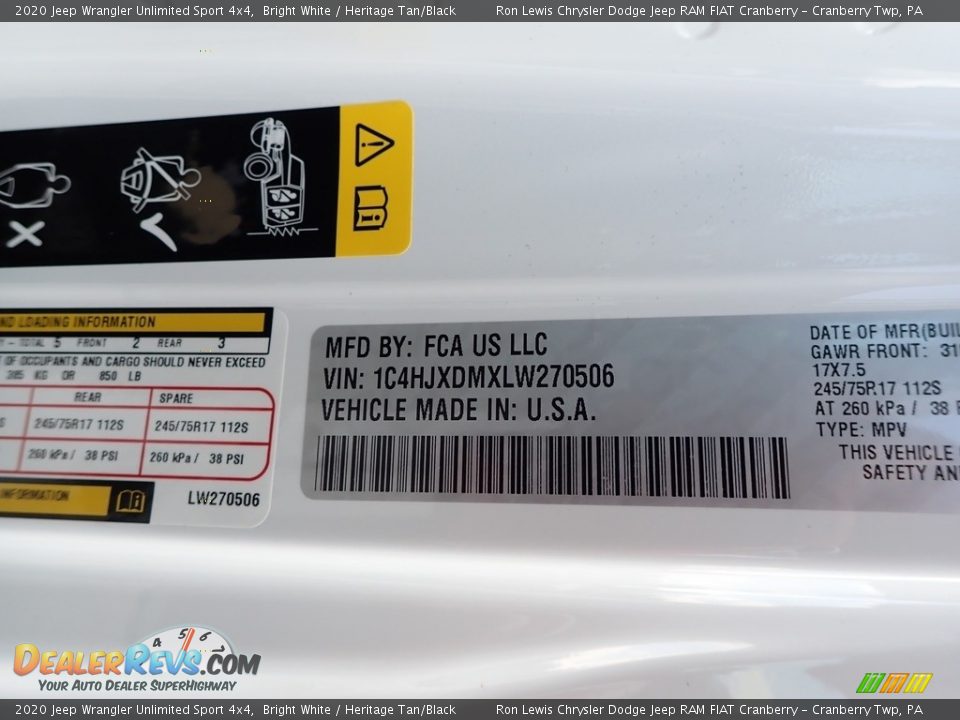 2020 Jeep Wrangler Unlimited Sport 4x4, Bright White / Heritage Tan/Black Ron Lewis Chrysler Dodge Jeep RAM FIAT Cranberry – Cranberry Twp, PA
ND LOADING INFORMATION
TOTAL 5 FRONT 2 REAR 3
OF OCCUPANTS AND CARGO SHOULD NEVER EXCEED
385 KG OR 850 LB
REAR SPARE
245/75R17 112S 245/75R17 112S
260 kPa / 38 PSI 260 kPa / 38 PSI
INFORMATION
LW270506
MFD BY: FCA US LLC
VIN: 1C4HJXDMXLW270506
VEHICLE MADE IN: U.S.A.
DATE OF MFR(BUIL
GAWR FRONT: 31
17X7.5
245/75R17 112S
AT 260 kPa / 38 P
TYPE: MPV
THIS VEHICLE
SAFETY AN
4 5 6
DEALERREVS.COM
YOUR AUTO DEALER SUPERHIGHWAY
2020 Jeep Wrangler Unlimited Sport 4x4, Bright White / Heritage Tan/Black Ron Lewis Chrysler Dodge Jeep RAM FIAT Cranberry – Cranberry Twp, PA